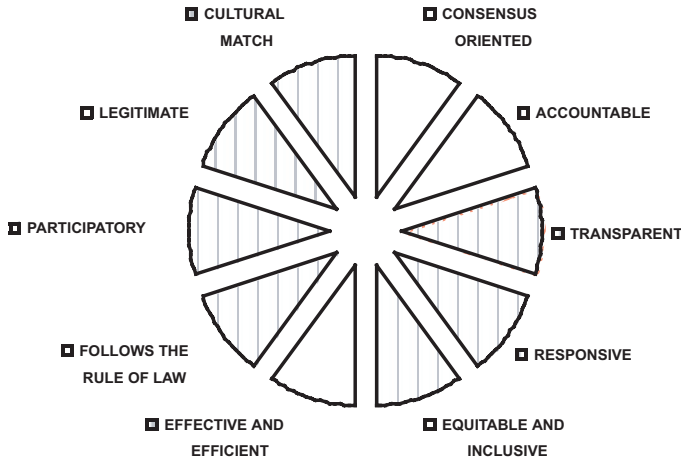 CULTURAL
MATCH
CONSENSUS
ORIENTED
LEGITIMATE
ACCOUNTABLE
PARTICIPATORY
TRANSPARENT
FOLLOWS THE
RULE OF LAW
RESPONSIVE
EFFECTIVE AND
EFFICIENT
EQUITABLE AND
INCLUSIVE